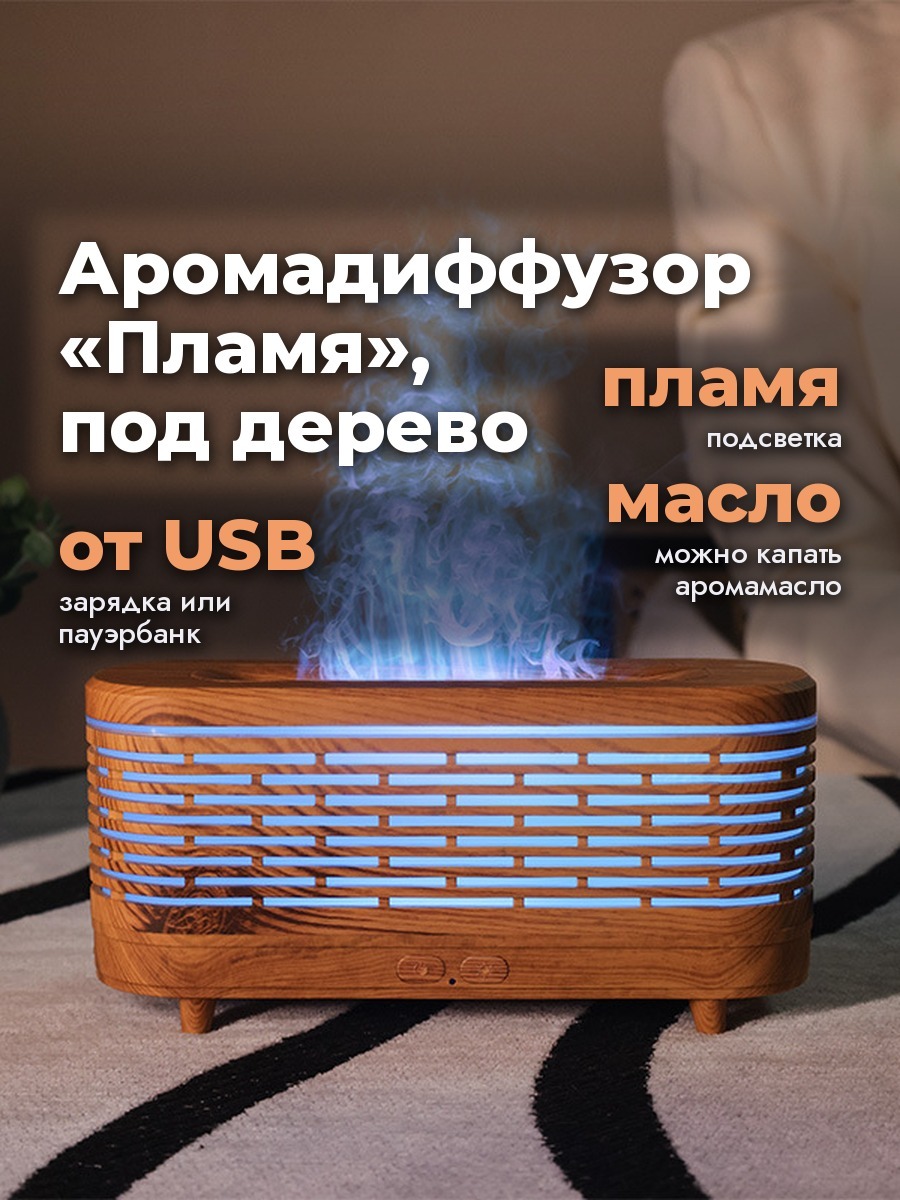 Аромадиффузор
«Пламя»,
под дерево
пламя
подсветка
масло
можно капать
аромамасло
от USB
зарядка или
пауэрбанк